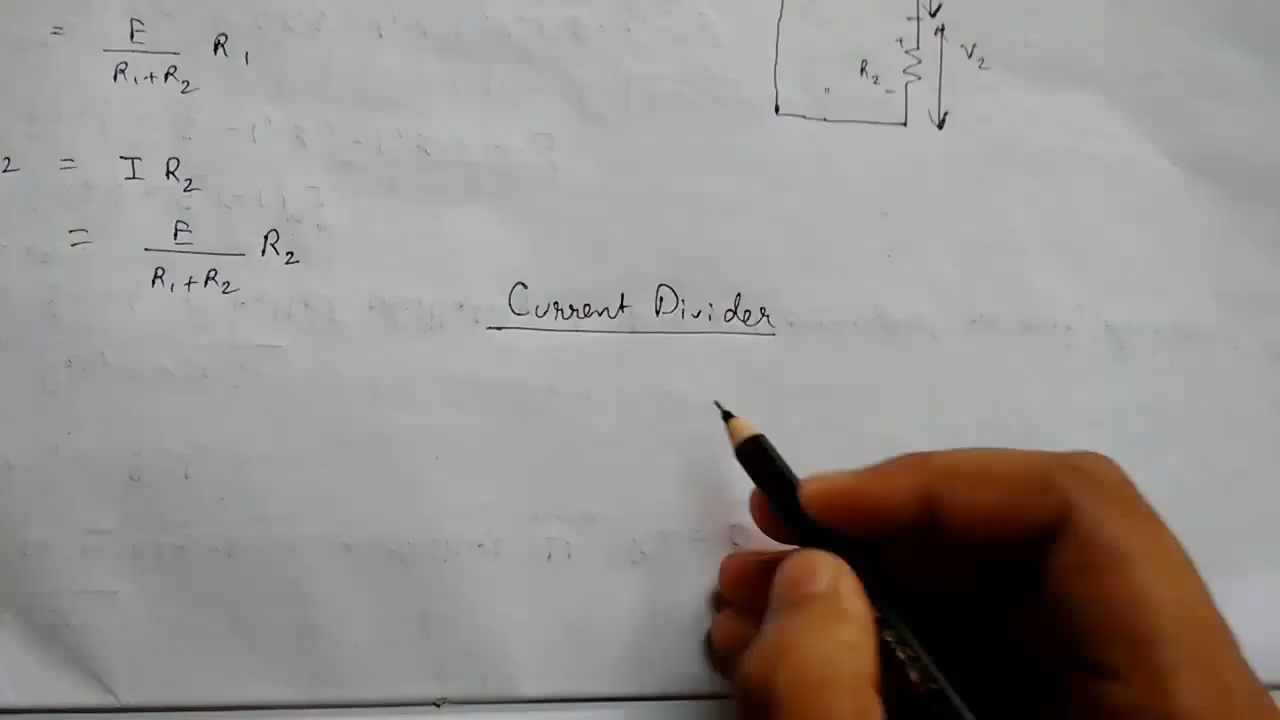 = E / (R₁+R₂) R₁
2 = I R₂
= E / (R₁+R₂) R₂
R₂ + - V₂
Current Divider